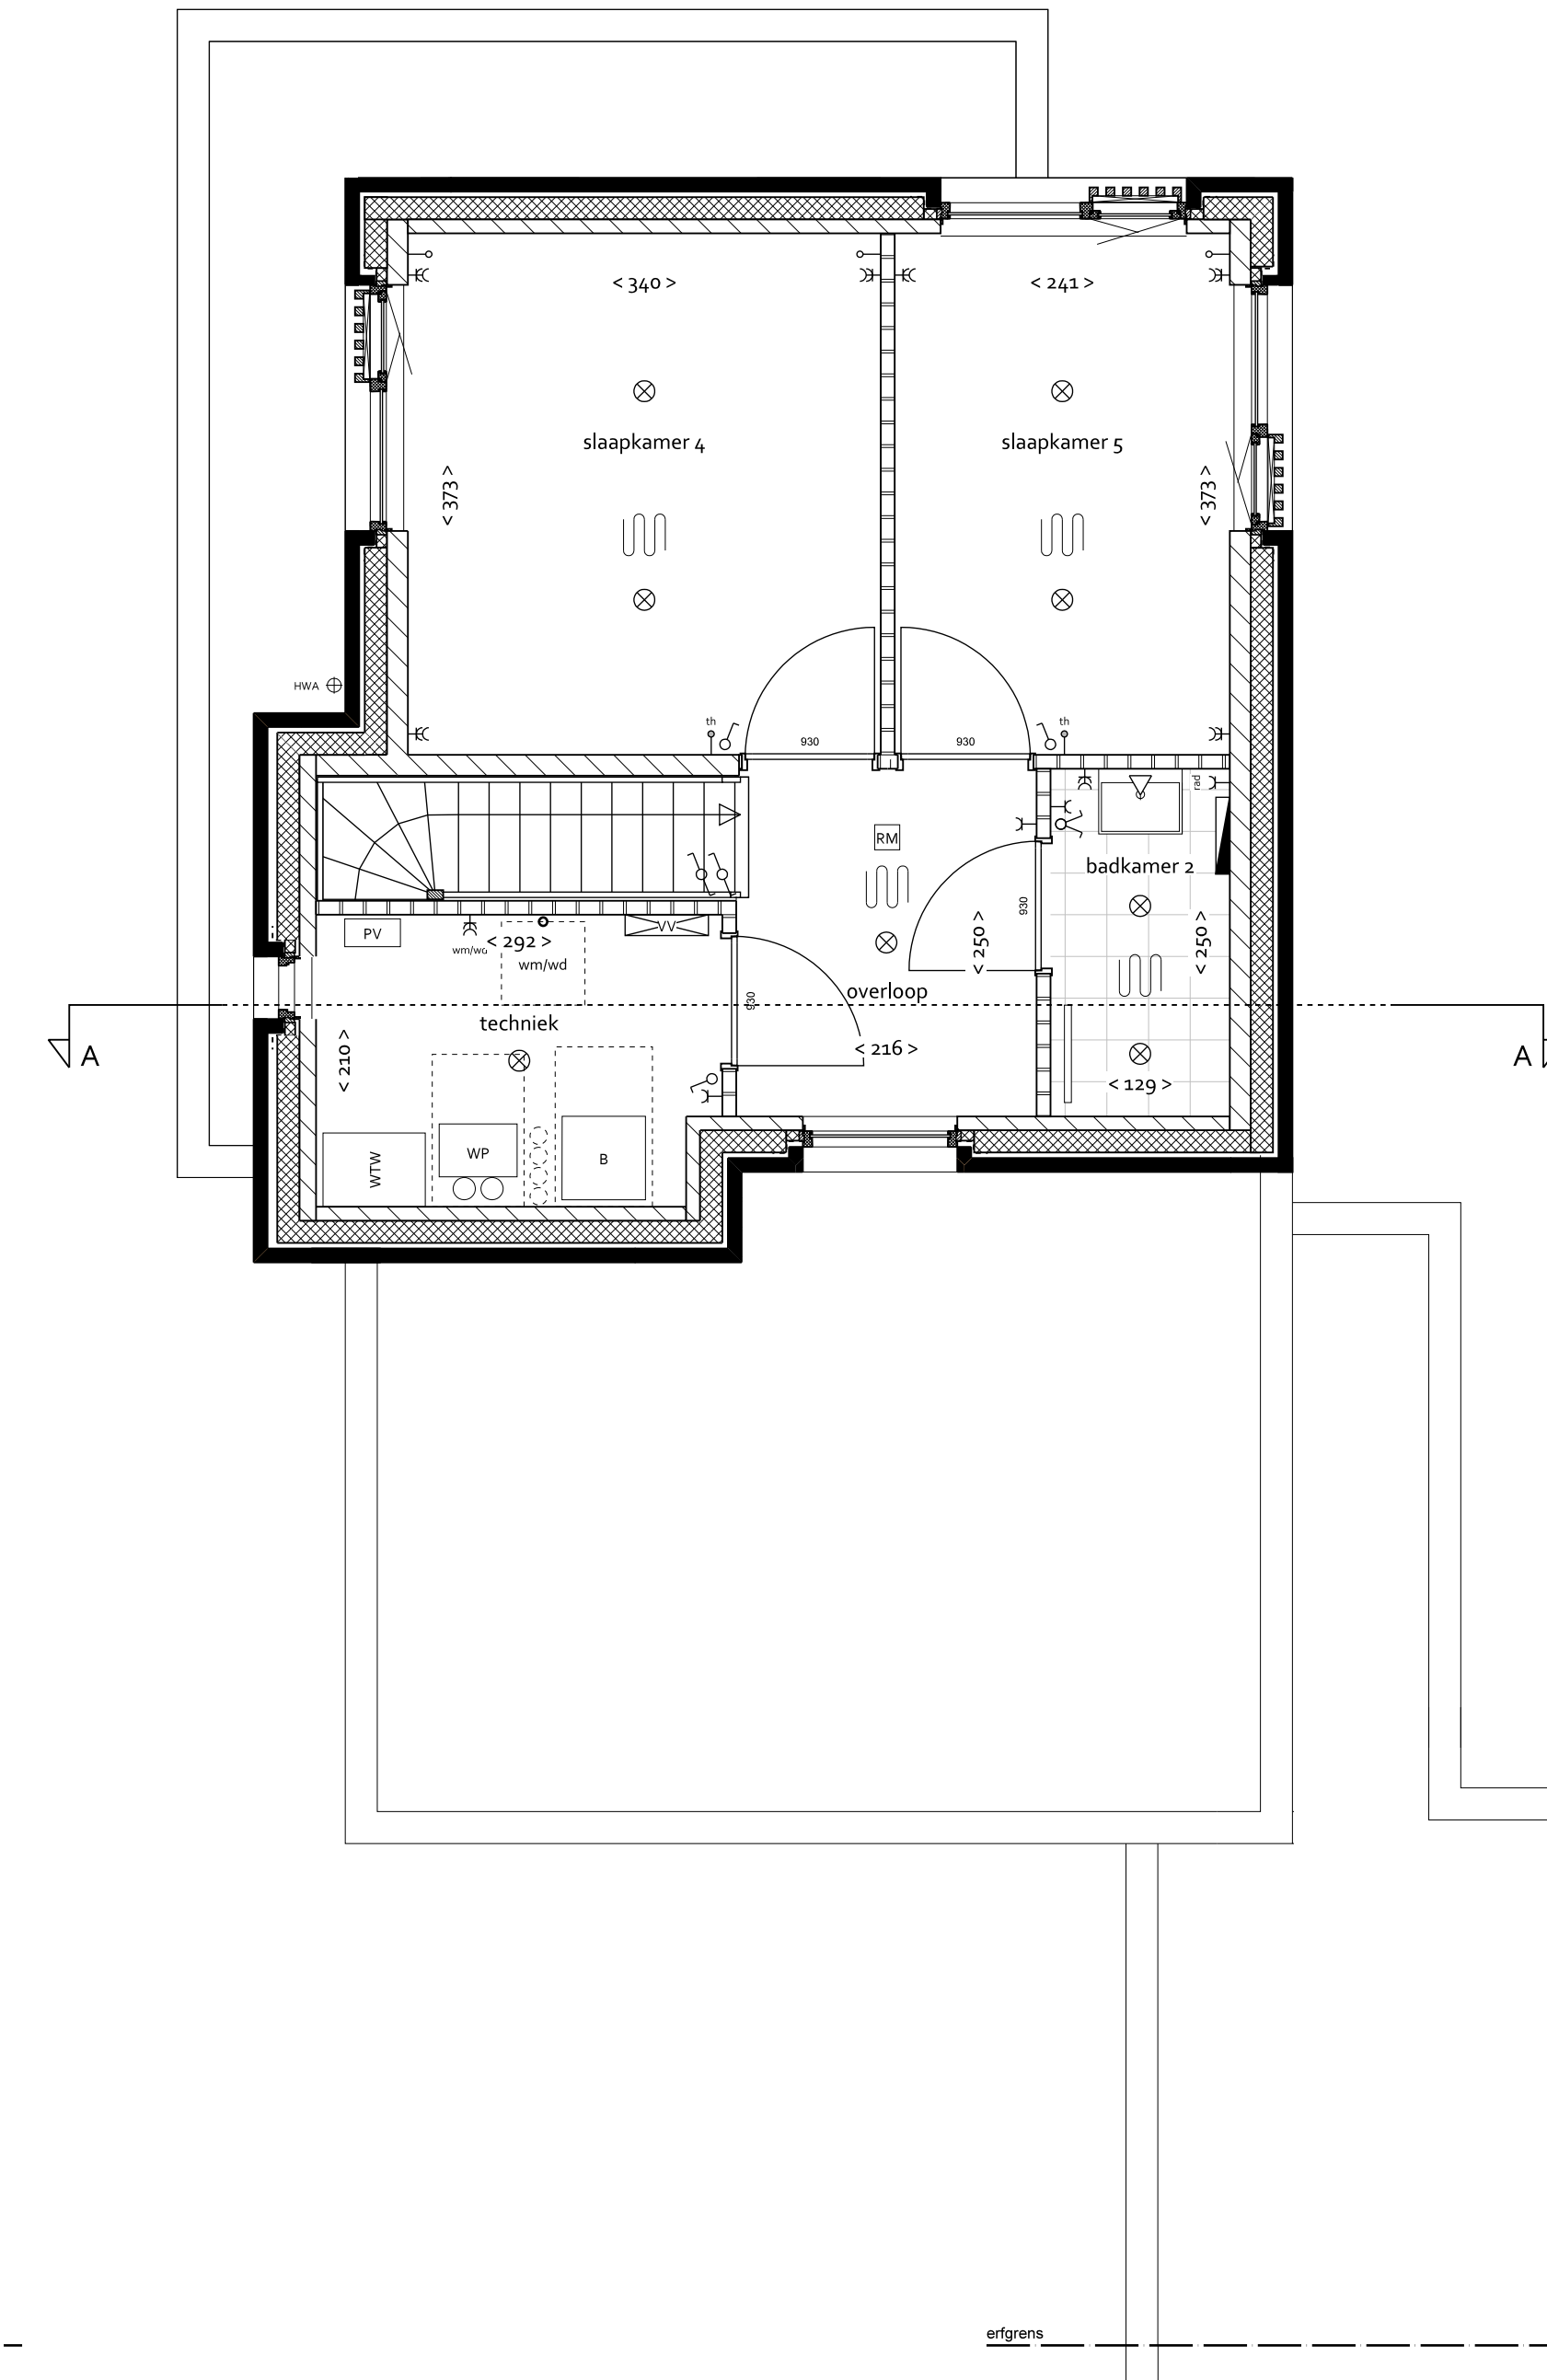 < 340 >
< 241 >
slaapkamer 4
slaapkamer 5
< 373 >
< 373 >
HWA
th
930
930
th
rad
RM
badkamer 2
930
< 250 >
< 250 >
PV
wm/wd
< 292 >
VV
wm/wd
930
overloop
techniek
A
< 210 >
< 216 >
A
< 129 >
WTW
WP
B
erfgrens